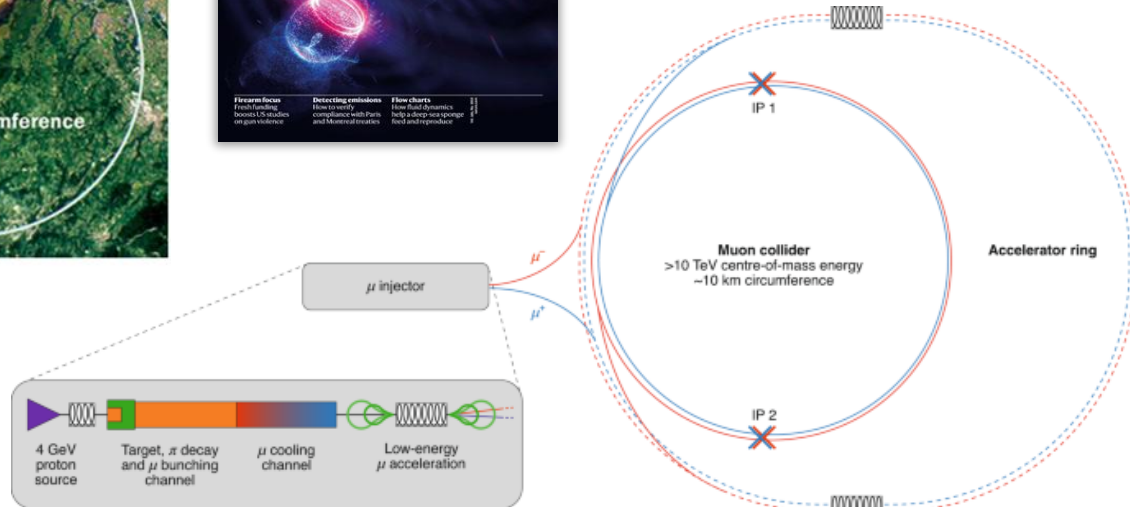 mference
Firearm focus
Fresh funding
boosts US studies
on gun violence
Detecting emissions
How to verify
compliance with Paris
and Montreal treaties
Flow charts
How fluid dynamics
help a deep-sea sponge
feed and reproduce
IP 1
Muon collider
>10 TeV centre-of-mass energy
~10 km circumference
Accelerator ring
μ⁻
μ injector
μ⁺
IP 2
4 GeV
proton
source
Target, π decay
and μ bunching
channel
μ cooling
channel
Low-energy
μ acceleration